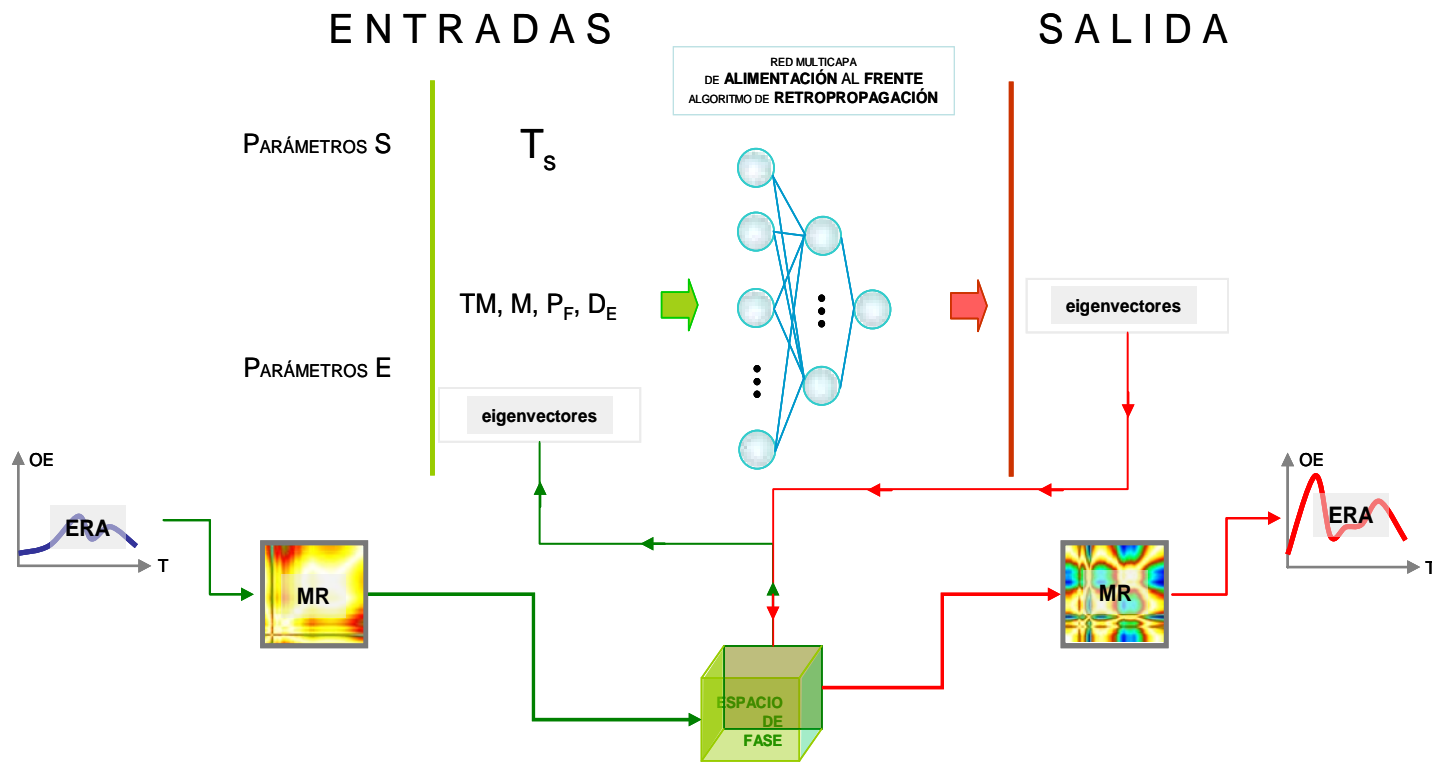 ENTRADAS
SALIDA
RED MULTICAPA
DE ALIMENTACIÓN AL FRENTE
ALGORITMO DE RETROPROPAGACIÓN
PARÁMETROS S
Ts
TM, M, PF, DE
eigenvectores
PARÁMETROS E
eigenvectores
OE
ERA
T
MR
OE
ERA
T
MR
ESPACIO
DE
FASE